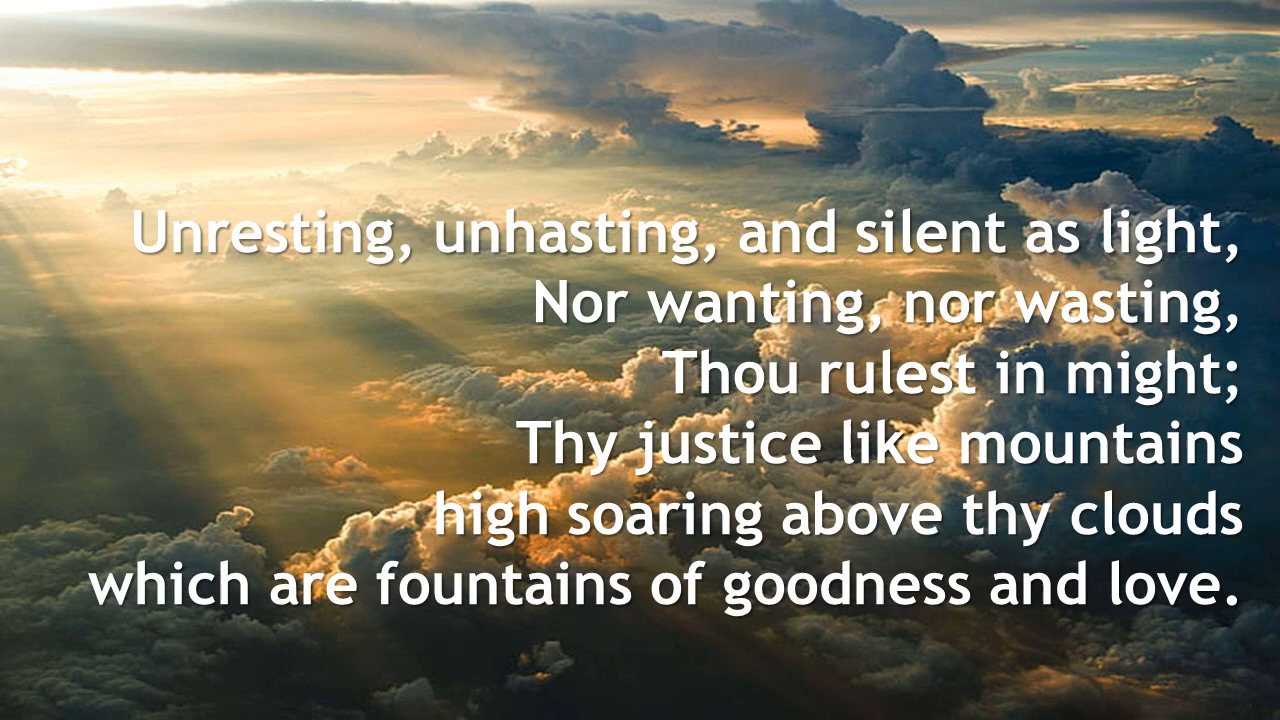 Unresting, unhasting, and silent as light,
Nor wanting, nor wasting,
Thou rulest in might;
Thy justice like mountains
high soaring above thy clouds
which are fountains of goodness and love.